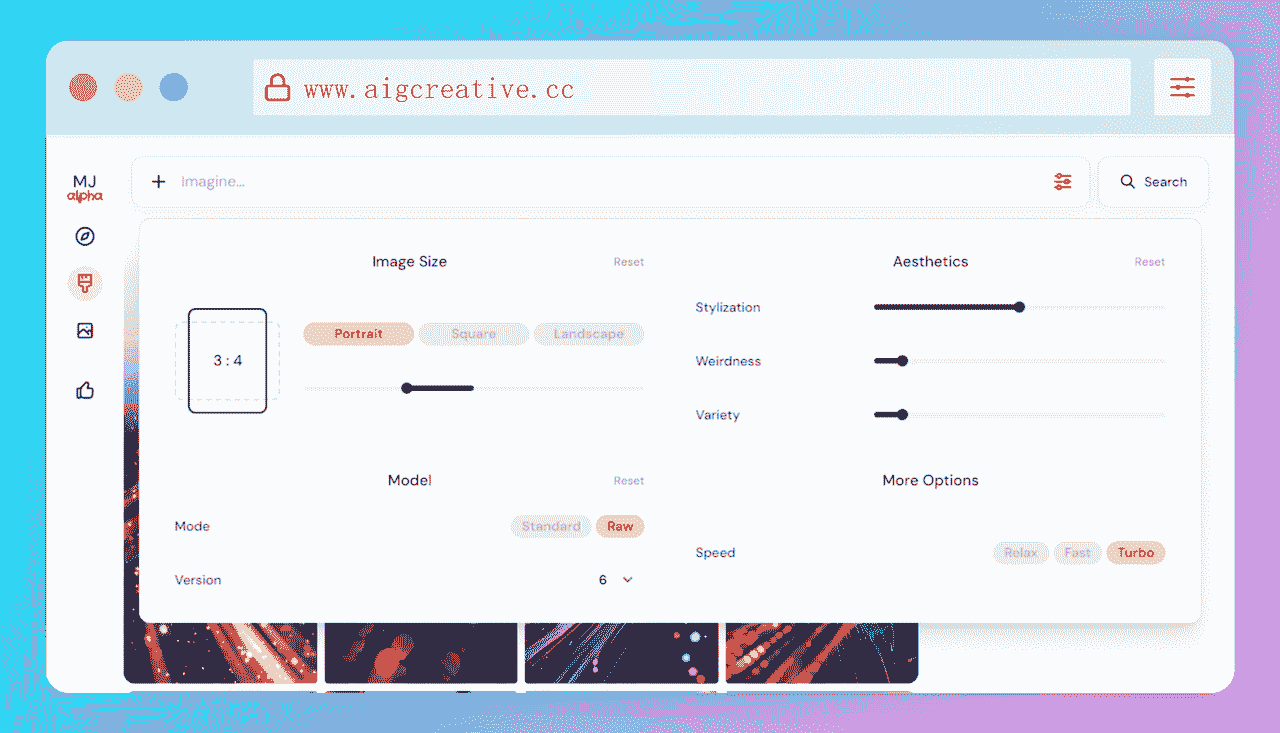 www.aigcreative.cc
MJ
alpha
Imagine...
Search
Image Size
Reset
3 : 4
Portrait
Square
Landscape
Aesthetics
Reset
Stylization
Weirdness
Variety
Model
Reset
Mode
Standard
Raw
Version
6
More Options
Speed
Relax
Fast
Turbo